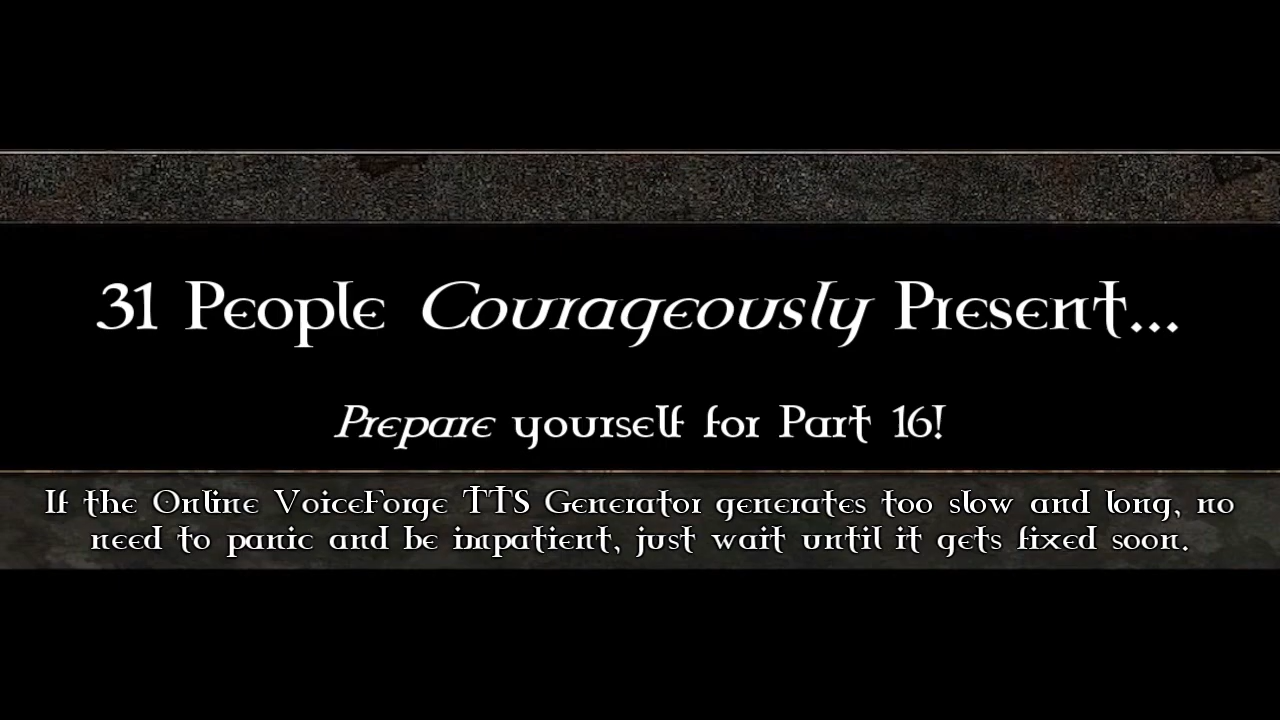 31 People Courageously Present...
Prepare yourself for Part 16!
If the Online VoiceForge TTS Generator generates too slow and long, no
need to panic and be impatient, just wait until it gets fixed soon.